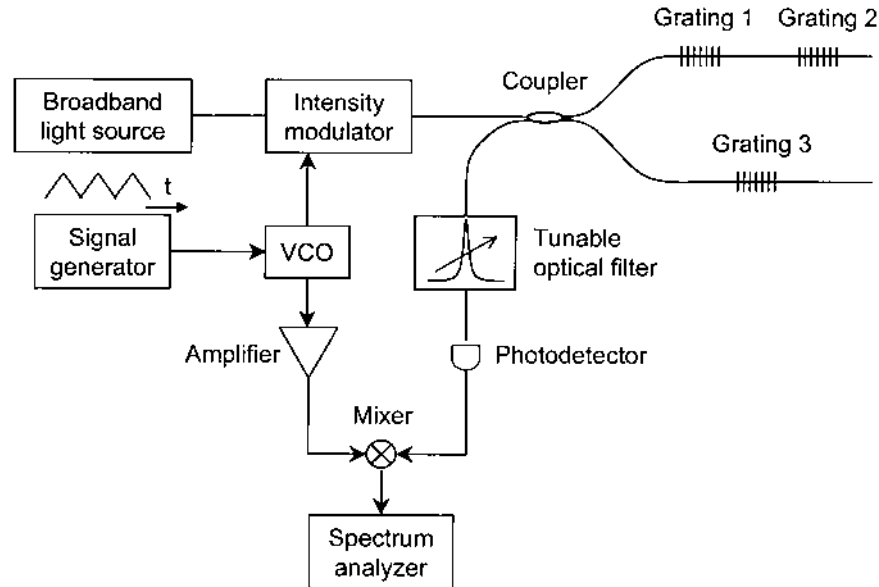 Grating 1
Grating 2
Coupler
Broadband
light source
Intensity
modulator
Grating 3
t
Signal
generator
VCO
Tunable
optical filter
Amplifier
Photodetector
Mixer
Spectrum
analyzer